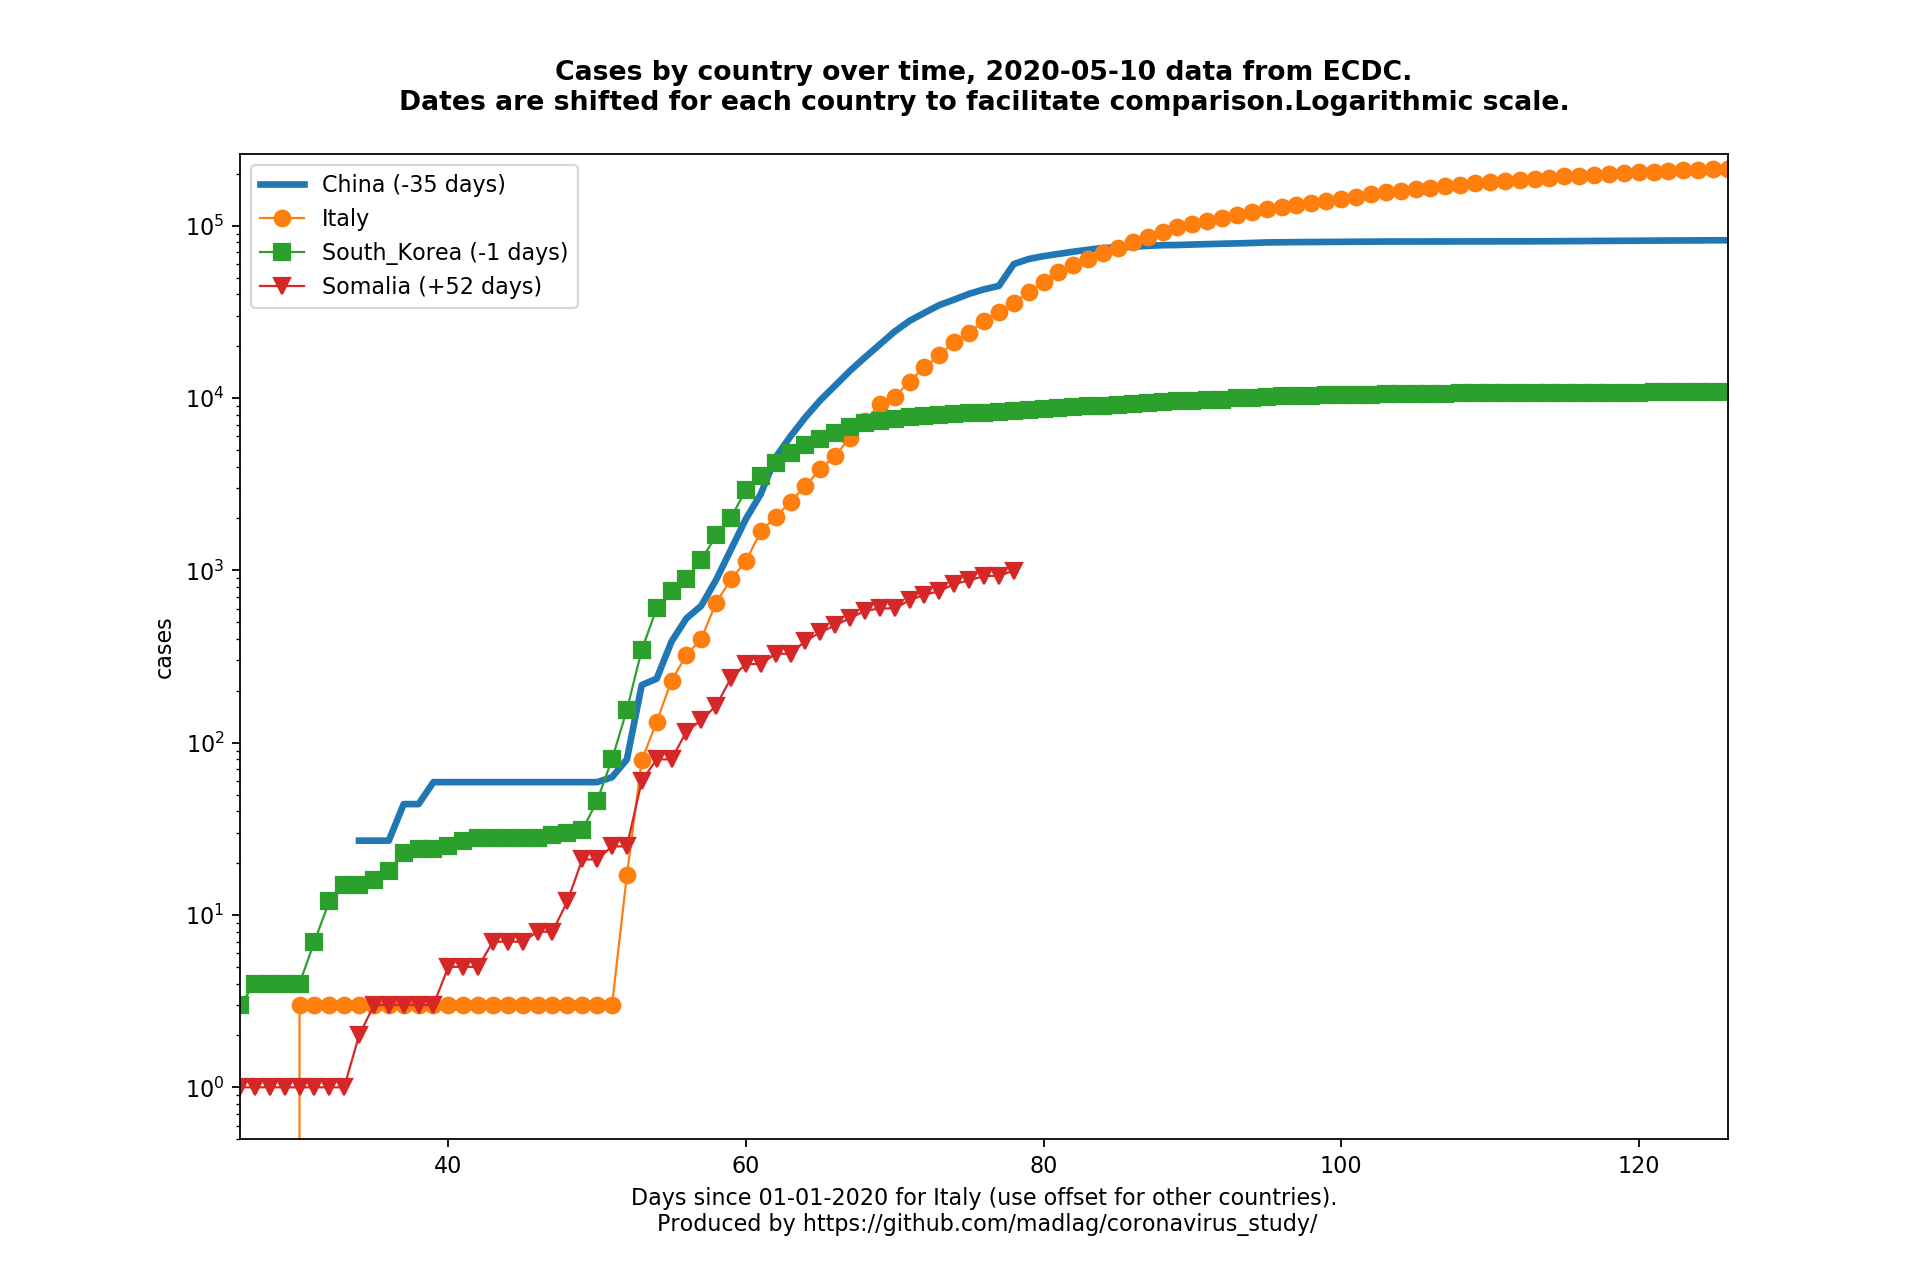 Cases by country over time, 2020-05-10 data from ECDC.
Dates are shifted for each country to facilitate comparison.Logarithmic scale.
China (-35 days)
Italy
South_Korea (-1 days)
Somalia (+52 days)
10^5
10^4
10^3
10^2
10^1
10^0
cases
40 60 80 100 120
Days since 01-01-2020 for Italy (use offset for other countries).
Produced by https://github.com/madlag/coronavirus_study/